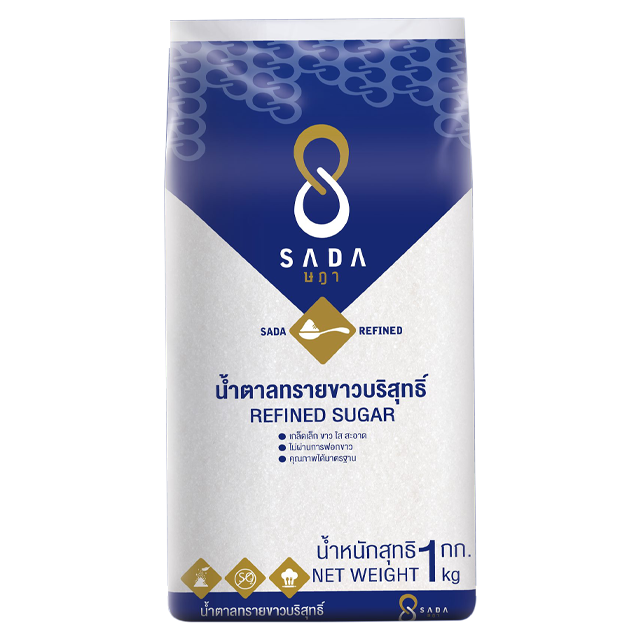 SADA
ษฎา
SADA REFINED
น้ำตาลทรายขาวบริสุทธิ์
REFINED SUGAR
เกล็ดเล็ก ขาว ใส สะอาด
ไม่ผ่านการฟอกขาว
คุณภาพได้มาตรฐาน
น้ำหนักสุทธิ 1 กก.
NET WEIGHT 1 kg
น้ำตาลทรายขาวบริสุทธิ์
SADA
ษฎา